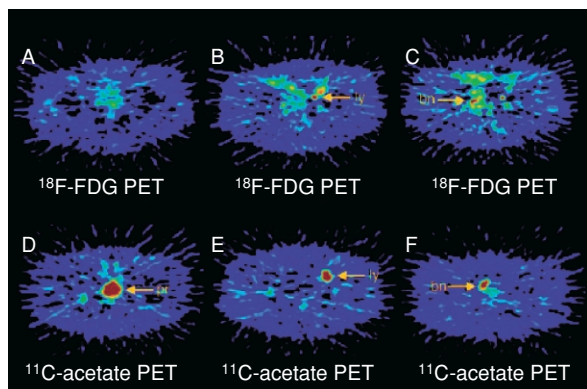 A
B
C
ly
bn
¹⁸F-FDG PET
¹⁸F-FDG PET
¹⁸F-FDG PET
D
E
F
pr
ly
bn
¹¹C-acetate PET
¹¹C-acetate PET
¹¹C-acetate PET